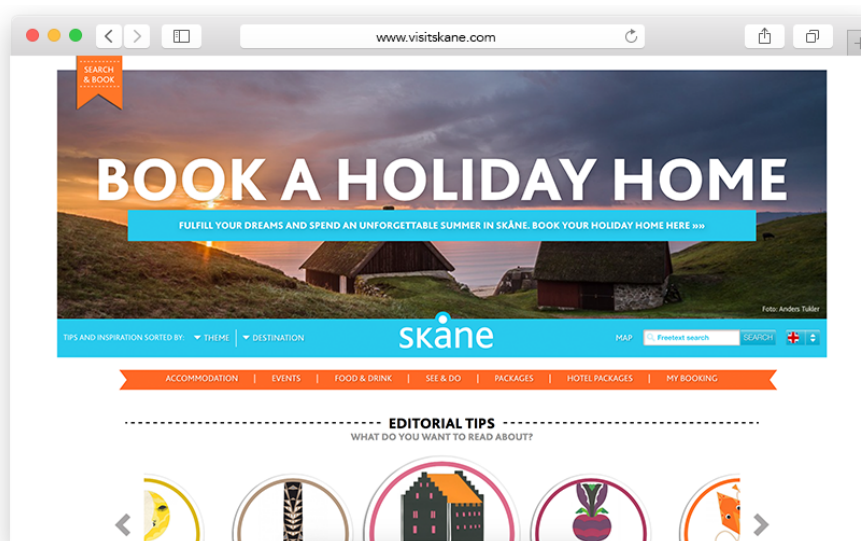 www.visitskane.com
SEARCH
& BOOK
BOOK A HOLIDAY HOME
FULFILL YOUR DREAMS AND SPEND AN UNFORGETTABLE SUMMER IN SKÅNE. BOOK YOUR HOLIDAY HOME HERE »»
Foto: Anders Tukler
TIPS AND INSPIRATION SORTED BY: THEME | DESTINATION skåne MAP Freetext search SEARCH
ACCOMMODATION | EVENTS | FOOD & DRINK | SEE & DO | PACKAGES | HOTEL PACKAGES | MY BOOKING
EDITORIAL TIPS
WHAT DO YOU WANT TO READ ABOUT?